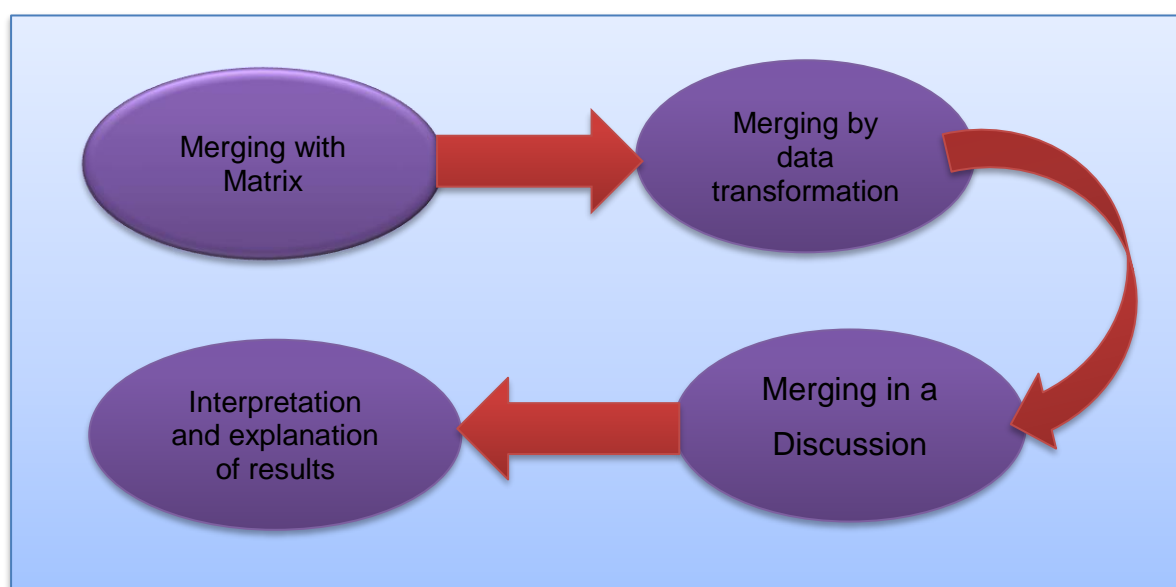 Merging with
Matrix
Merging by
data
transformation
Merging in a
Discussion
Interpretation
and explanation
of results